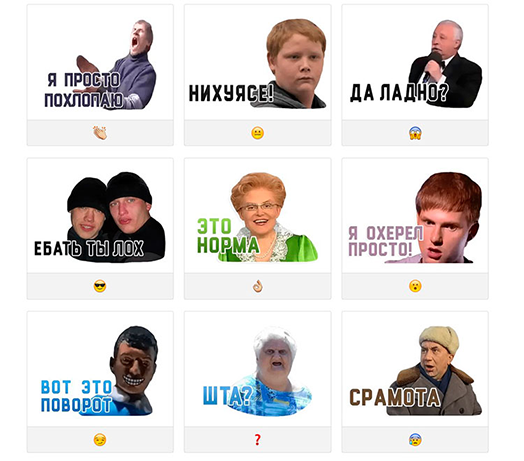 Я ПРОСТО
ПОХЛОПАЮ
НИХУЯСЕ!
ДА ЛАДНО?
ЕБАТЬ ТЫ ЛОХ
ЭТО
НОРМА
Я ОХЕРЕЛ
ПРОСТО!
ВОТ ЭТО
ПОВОРОТ
ШТА?
СРАМОТА